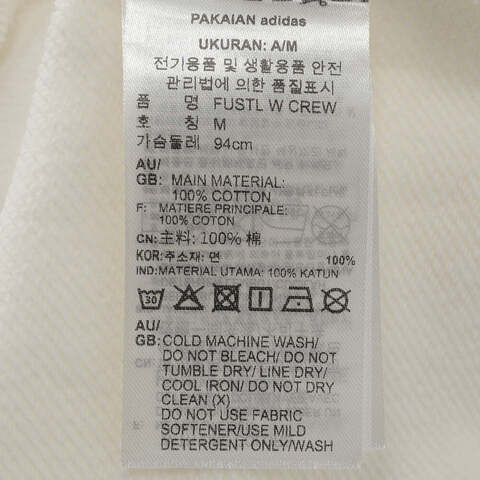 PAKAIAN adidas
UKURAN: A/M
전기용품 및 생활용품 안전
관리법에 의한 품질표시
품 명 FUSTL W CREW
호 칭 M
가슴둘레 94cm
AU/
GB: MAIN MATERIAL:
100% COTTON
F: MATIERE PRINCIPALE:
100% COTON
CN: 主料: 100% 棉
KOR: 주소재: 면 100%
IND: MATERIAL UTAMA: 100% KATUN
30
AU/
GB: COLD MACHINE WASH/
DO NOT BLEACH/ DO NOT
TUMBLE DRY/ LINE DRY/
COOL IRON/ DO NOT DRY
CLEAN (X)
DO NOT USE FABRIC
SOFTENER/USE MILD
DETERGENT ONLY/WASH